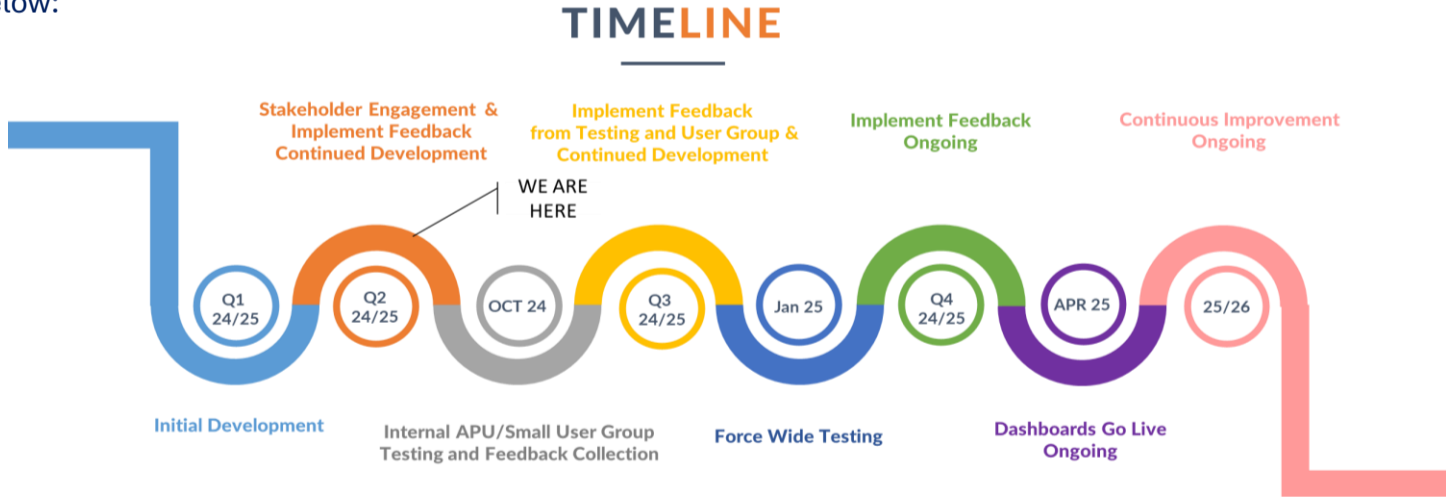 TIMELINE
Stakeholder Engagement &
Implement Feedback
Continued Development
Implement Feedback
from Testing and User Group &
Continued Development
Implement Feedback
Ongoing
Continuous Improvement
Ongoing
WE ARE
HERE
Q1
24/25
Q2
24/25
OCT 24
Q3
24/25
Jan 25
Q4
24/25
APR 25
25/26
Initial Development
Internal APU/Small User Group
Testing and Feedback Collection
Force Wide Testing
Dashboards Go Live
Ongoing